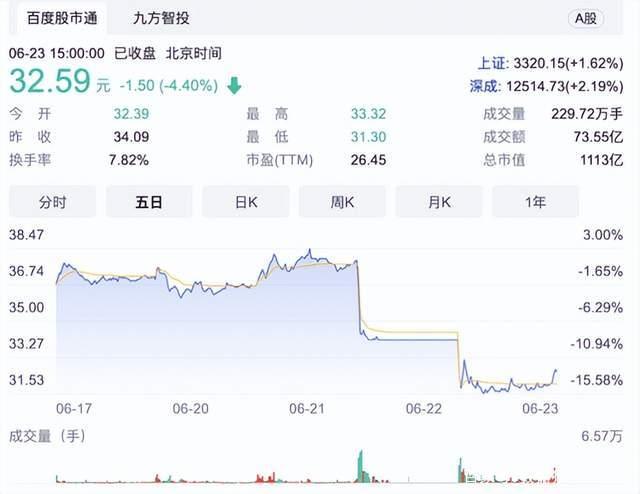 百度股市通 九方智投 A股
06-23 15:00:00 已收盘 北京时间
32.59 元 -1.50 (-4.40%)
上证: 3320.15(+1.62%)
深成: 12514.73(+2.19%)
今 开 32.39 最 高 33.32 成交量 229.72万手
昨 收 34.09 最 低 31.30 成交额 73.55亿
换手率 7.82% 市盈(TTM) 26.45 总市值 1113亿
分时 五日 日K 周K 月K 1年
38.47 3.00%
36.74 -1.65%
35.00 -6.29%
33.27 -10.94%
31.53 -15.58%
06-17 06-20 06-21 06-22 06-23
成交量（手） 6.57万